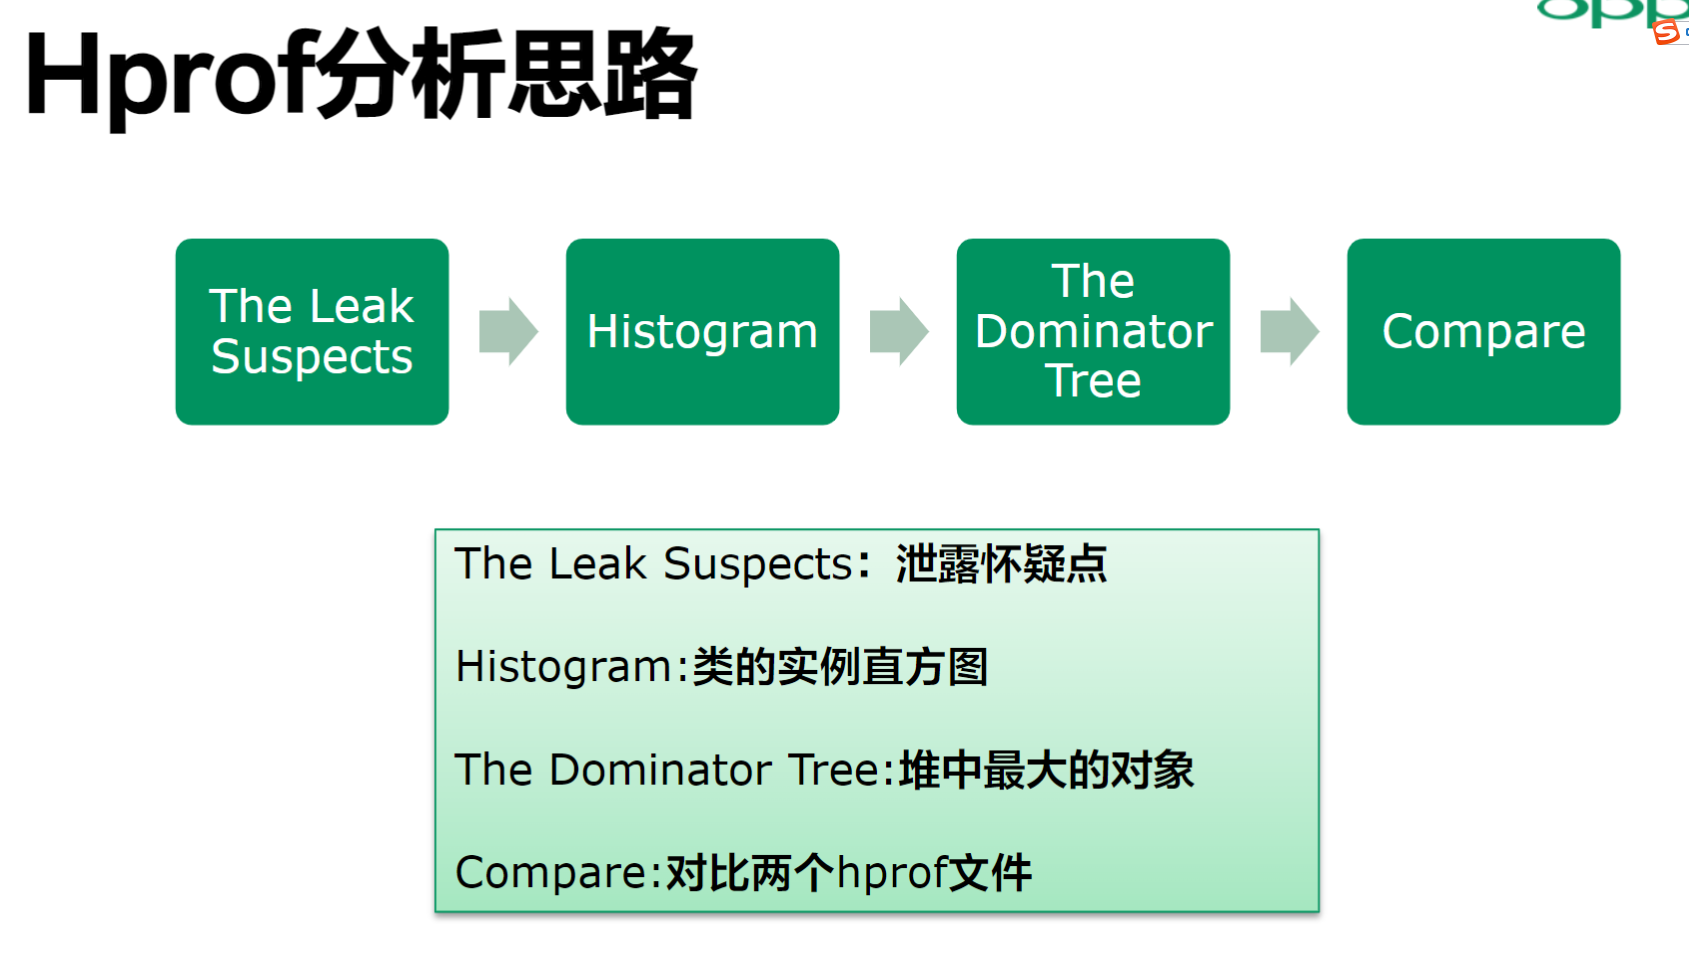 Hprof分析思路
The Leak
Suspects
Histogram
The
Dominator
Tree
Compare
The Leak Suspects：泄露怀疑点
Histogram:类的实例直方图
The Dominator Tree:堆中最大的对象
Compare:对比两个hprof文件